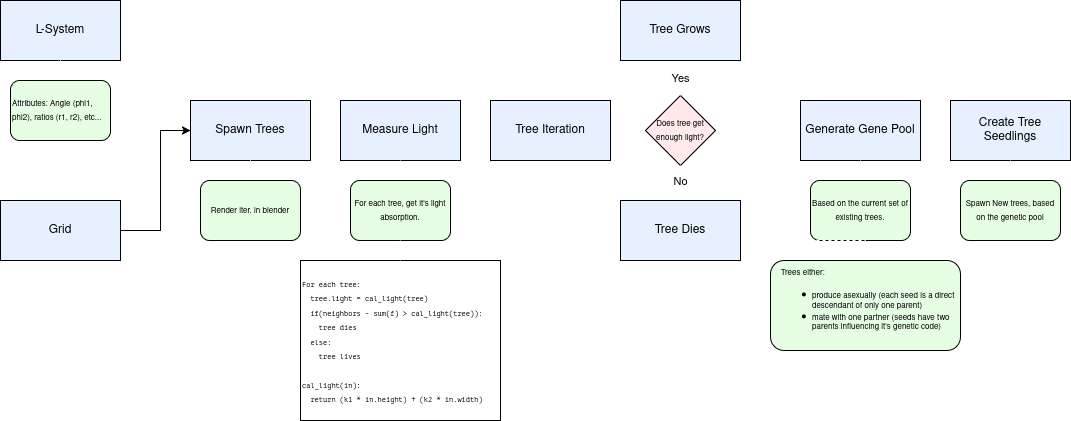 L-System
Attributes: Angle (phi1,
phi2), ratios (r1, r2), etc...
Grid
Spawn Trees
Render iter. in blender
Measure Light
For each tree, get it's light
absorption.
For each tree:
tree.light = cal_light(tree)
if(neighbors - sum(f) > cal_light(tree)):
tree dies
else:
tree lives
cal_light(in):
return (k1 * in.height) + (k2 * in.width)
Tree Iteration
Tree Grows
Yes
Does tree get
enough light?
No
Tree Dies
Generate Gene Pool
Based on the current set of
existing trees.
Trees either:
• produce asexually (each seed is a direct
descendant of only one parent)
• mate with one partner (seeds have two
parents influencing it's genetic code)
Create Tree
Seedlings
Spawn New trees, based
on the genetic pool